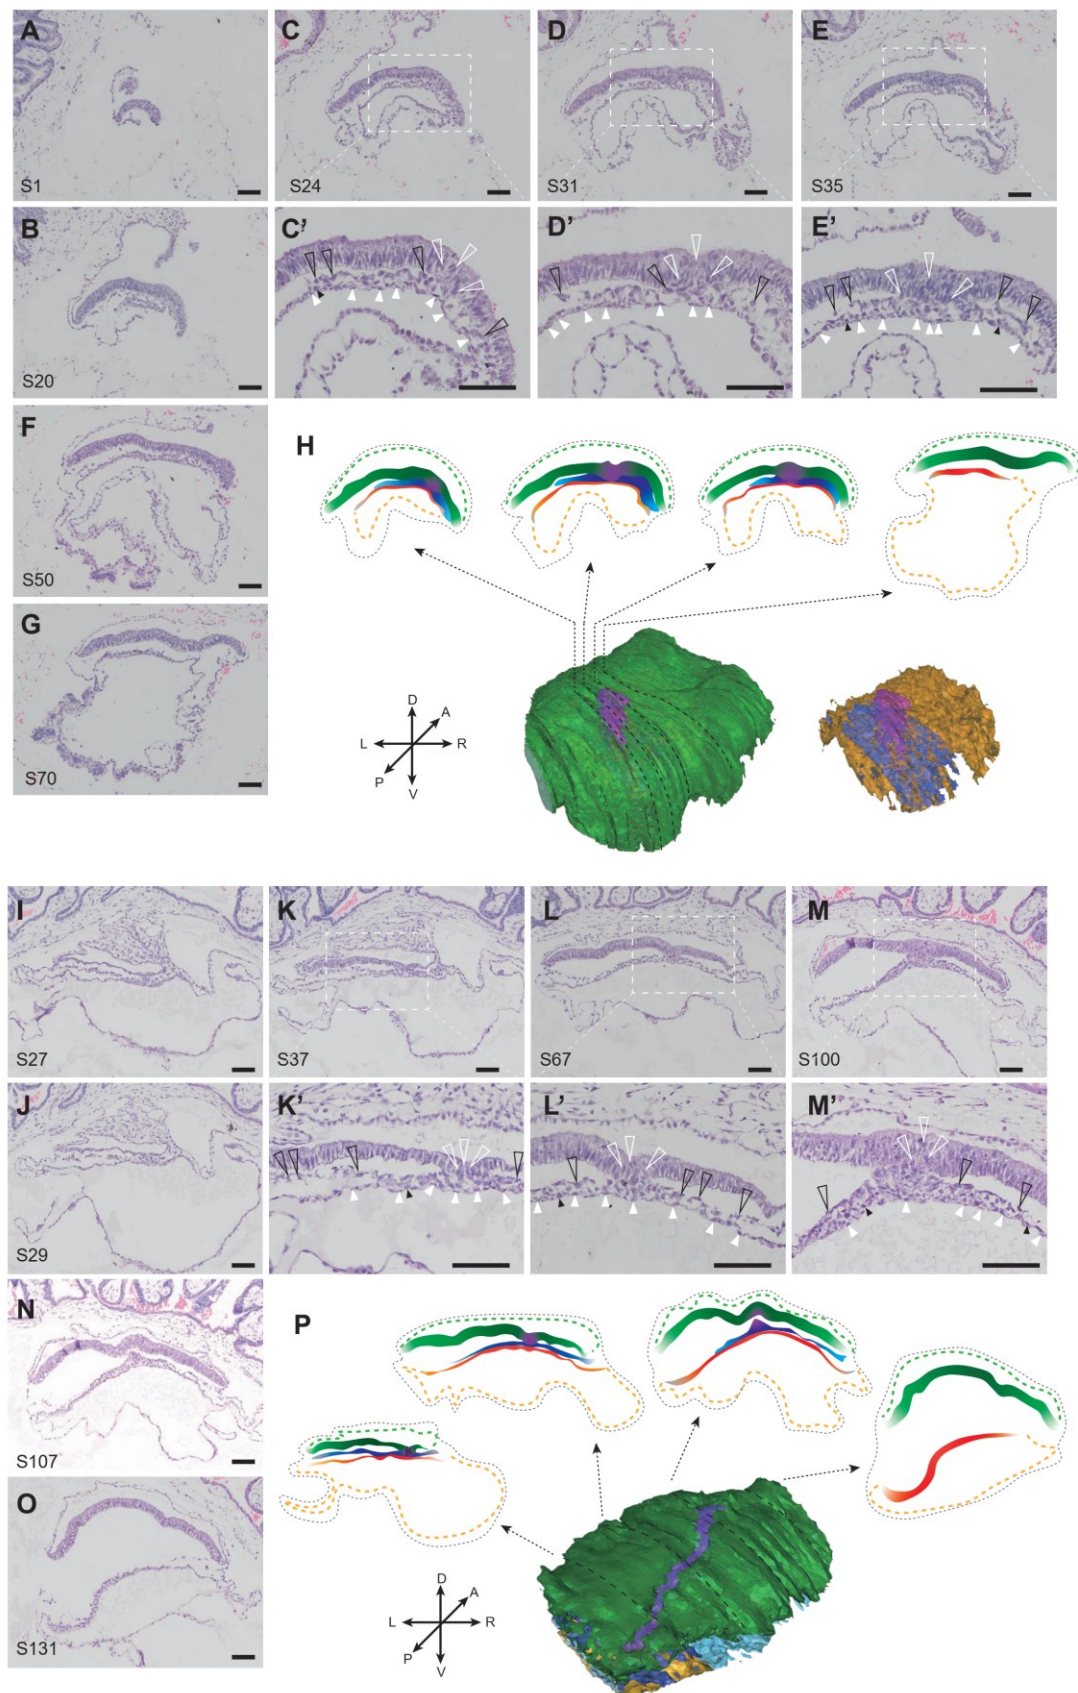 A
S1
C
S24
D
S31
E
S35
B
S20
C'
D'
E'
F
S50
G
S70
H
D
A
L
R
P
V
I
S27
K
S37
L
S67
M
S100
J
S29
K'
L'
M'
N
S107
O
S131
P
D
A
L
R
P
V